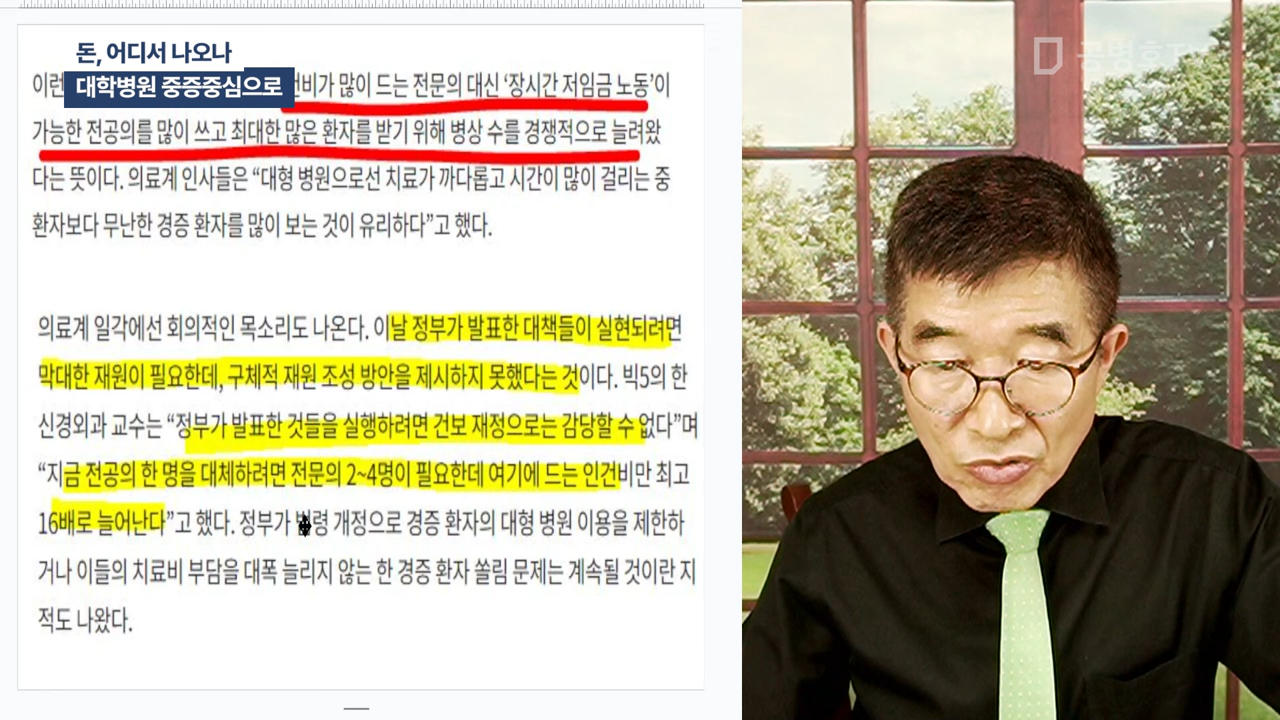 돈, 어디서 나오나
대학병원 중증중심으로
이런
건비가 많이 드는 전문의 대신 ‘장시간 저임금 노동’이
가능한 전공의를 많이 쓰고 최대한 많은 환자를 받기 위해 병상 수를 경쟁적으로 늘려왔
다는 뜻이다. 의료계 인사들은 “대형 병원으로선 치료가 까다롭고 시간이 많이 걸리는 중
환자보다 무난한 경증 환자를 많이 보는 것이 유리하다”고 했다.
의료계 일각에선 회의적인 목소리도 나온다. 이날 정부가 발표한 대책들이 실현되려면
막대한 재원이 필요한데, 구체적 재원 조성 방안을 제시하지 못했다는 것이다. 빅5의 한
신경외과 교수는 “정부가 발표한 것들을 실행하려면 건보 재정으로는 감당할 수 없다”며
“지금 전공의 한 명을 대체하려면 전문의 2~4명이 필요한데 여기에 드는 인건비만 최고
16배로 늘어난다”고 했다. 정부가 법령 개정으로 경증 환자의 대형 병원 이용을 제한하
거나 이들의 치료비 부담을 대폭 늘리지 않는 한 경증 환자 쏠림 문제는 계속될 것이란 지
적도 나왔다.